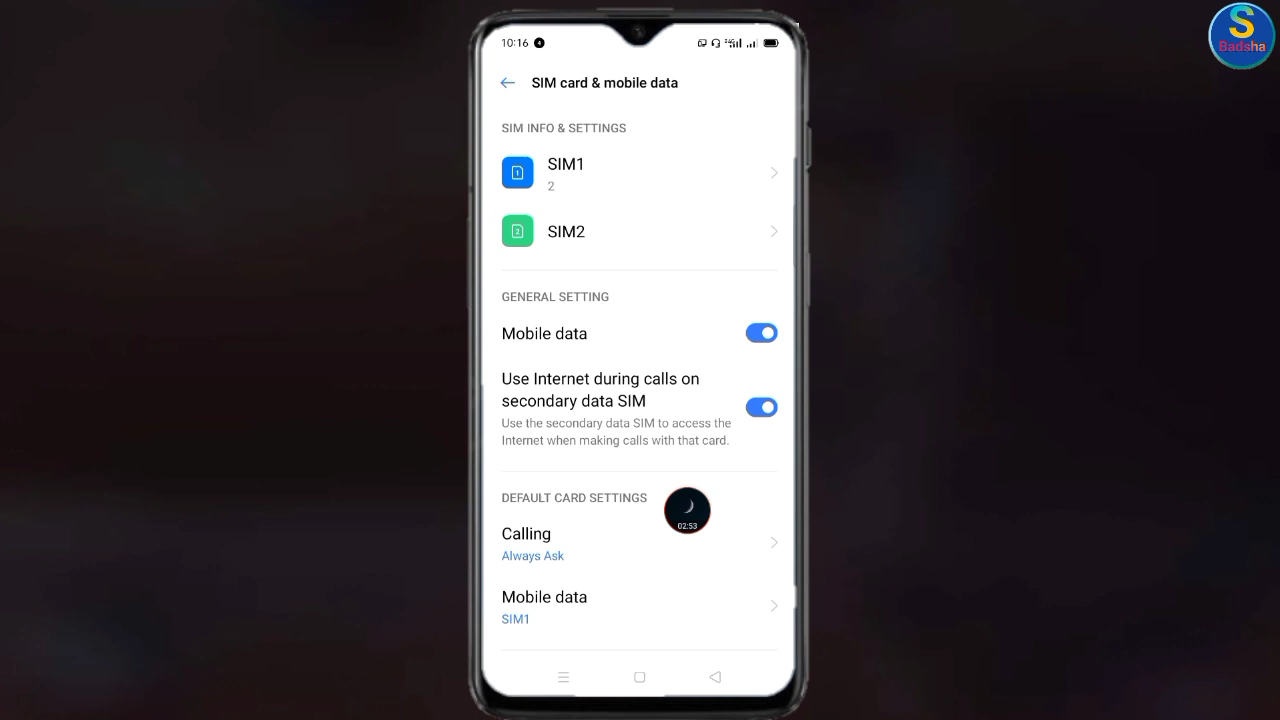 S
Badsha
10:16
SIM card & mobile data
SIM INFO & SETTINGS
1
SIM1
2
2
SIM2
GENERAL SETTING
Mobile data
Use Internet during calls on
secondary data SIM
Use the secondary data SIM to access the
Internet when making calls with that card.
DEFAULT CARD SETTINGS
02:53
Calling
Always Ask
Mobile data
SIM1